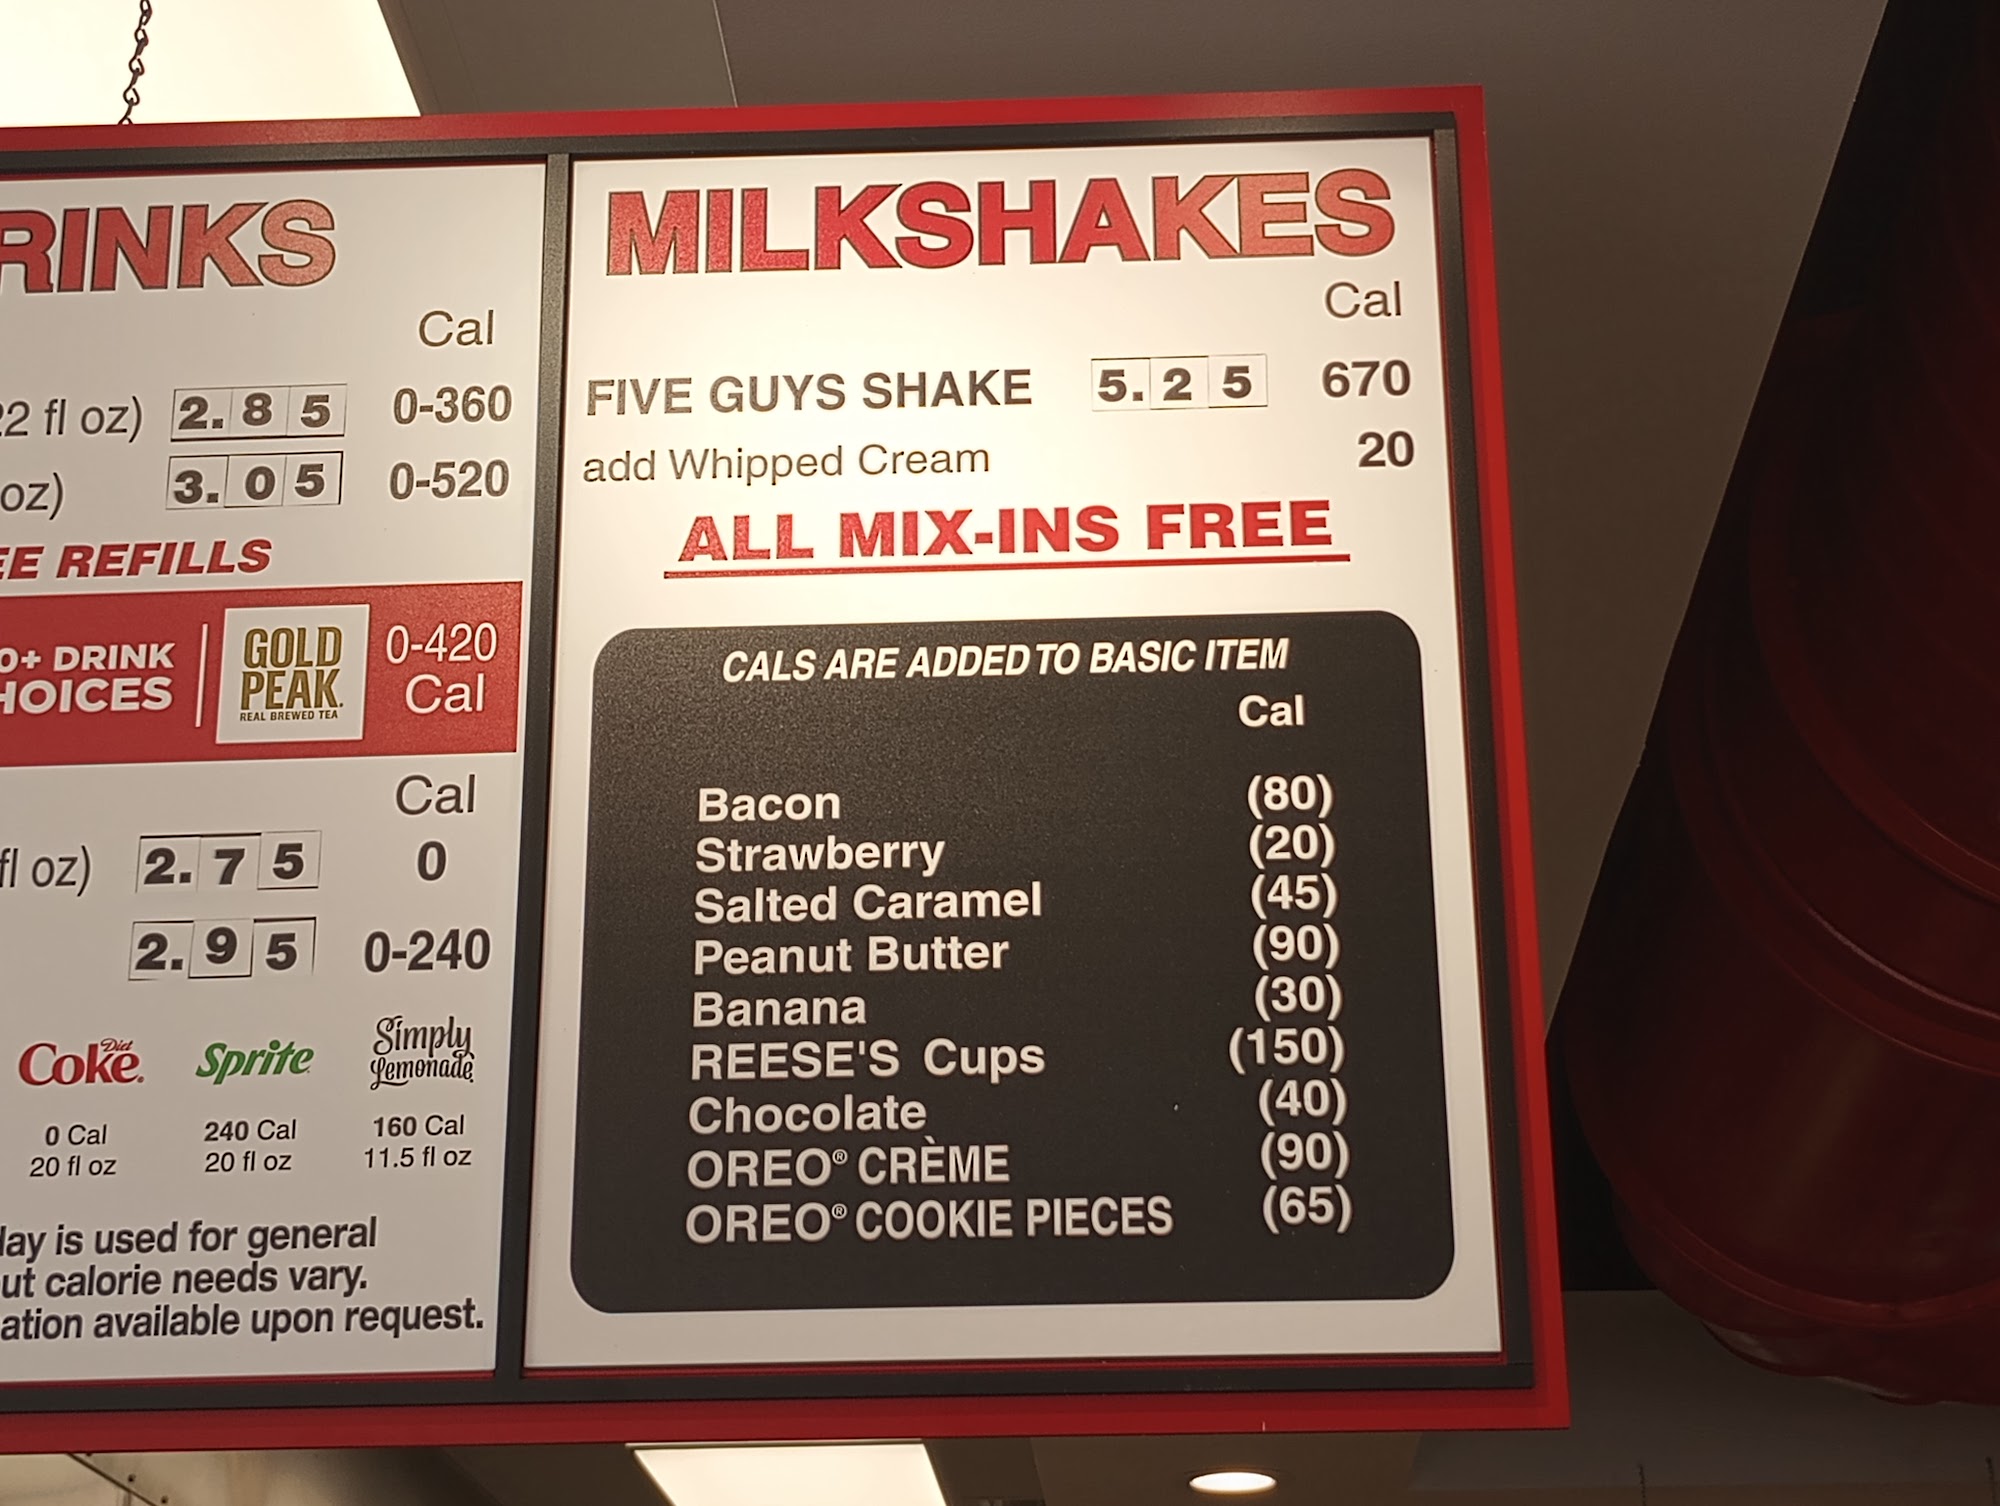 RINKS
Cal
22 fl oz) 2.85 0-360
oz) 3.05 0-520
EE REFILLS
0+ DRINK
HOICES
GOLD
PEAK.
REAL BREWED TEA
0-420
Cal
Cal
fl oz) 2.75 0
2.95 0-240
Diet
Coke.
0 Cal
20 fl oz
Sprite
240 Cal
20 fl oz
Simply
Lemonade
160 Cal
11.5 fl oz
day is used for general
ut calorie needs vary.
ation available upon request.
MILKSHAKES
Cal
FIVE GUYS SHAKE 5.25 670
add Whipped Cream 20
ALL MIX-INS FREE
CALS ARE ADDED TO BASIC ITEM
Cal
Bacon (80)
Strawberry (20)
Salted Caramel (45)
Peanut Butter (90)
Banana (30)
REESE'S Cups (150)
Chocolate (40)
OREO® CRÈME (90)
OREO® COOKIE PIECES (65)